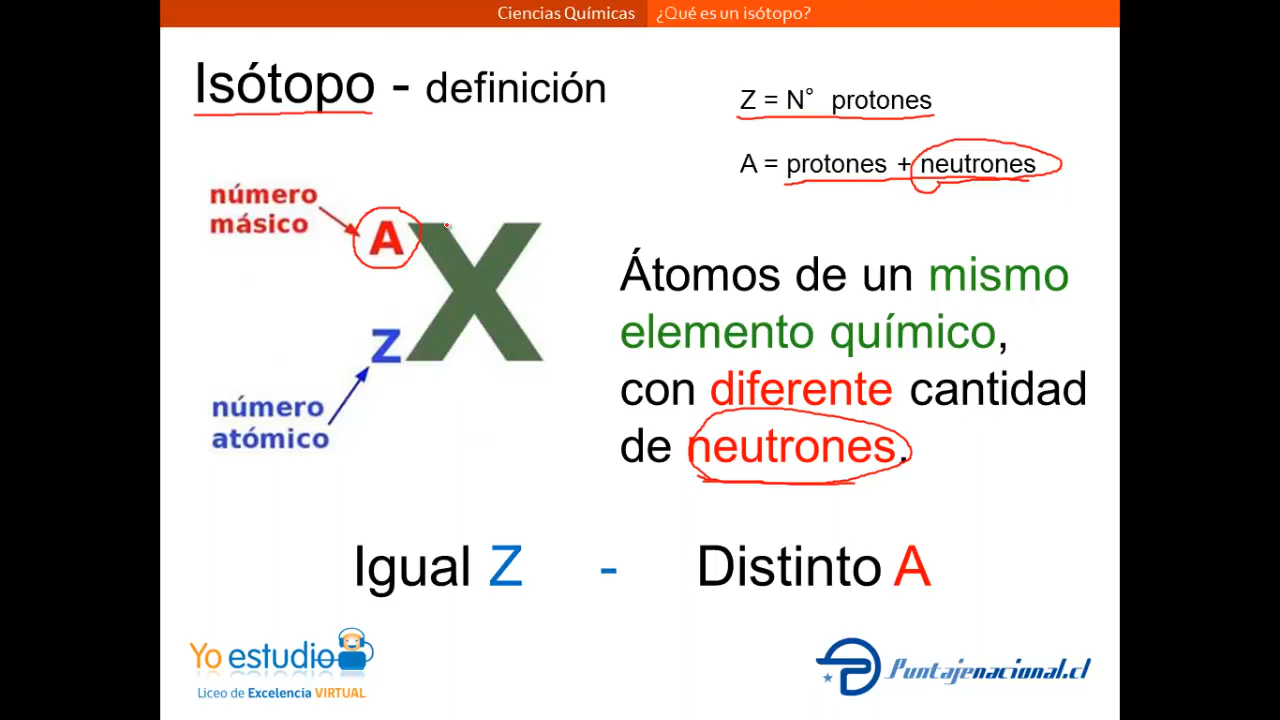 Ciencias Químicas ¿Qué es un isótopo?
Isótopo - definición
Z = N° protones
A = protones + neutrones
número
másico
A
X
Z
número
atómico
Átomos de un mismo
elemento químico,
con diferente cantidad
de neutrones.
Igual Z - Distinto A
Yo estudio
Liceo de Excelencia VIRTUAL
Puntajenacional.cl